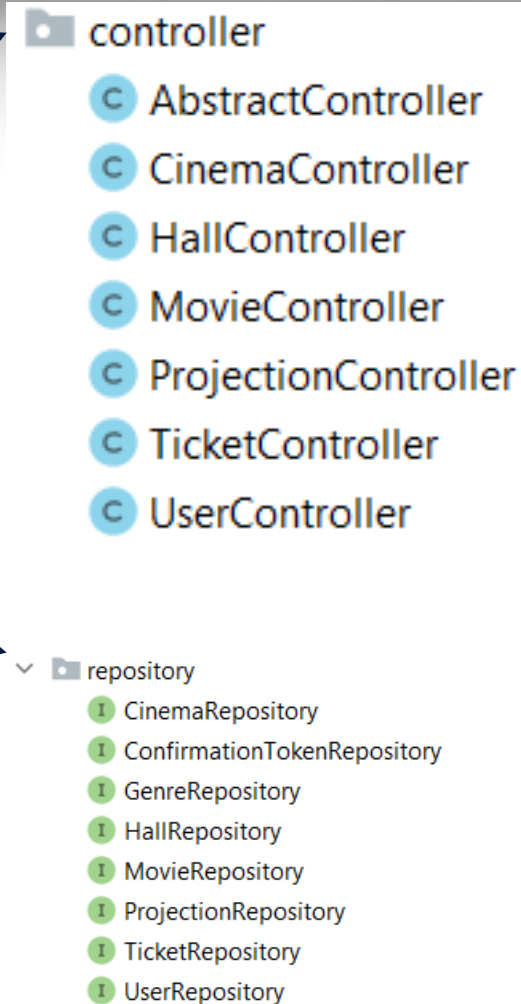 controller
C AbstractController
C CinemaController
C HallController
C MovieController
C ProjectionController
C TicketController
C UserController
repository
I CinemaRepository
I ConfirmationTokenRepository
I GenreRepository
I HallRepository
I MovieRepository
I ProjectionRepository
I TicketRepository
I UserRepository